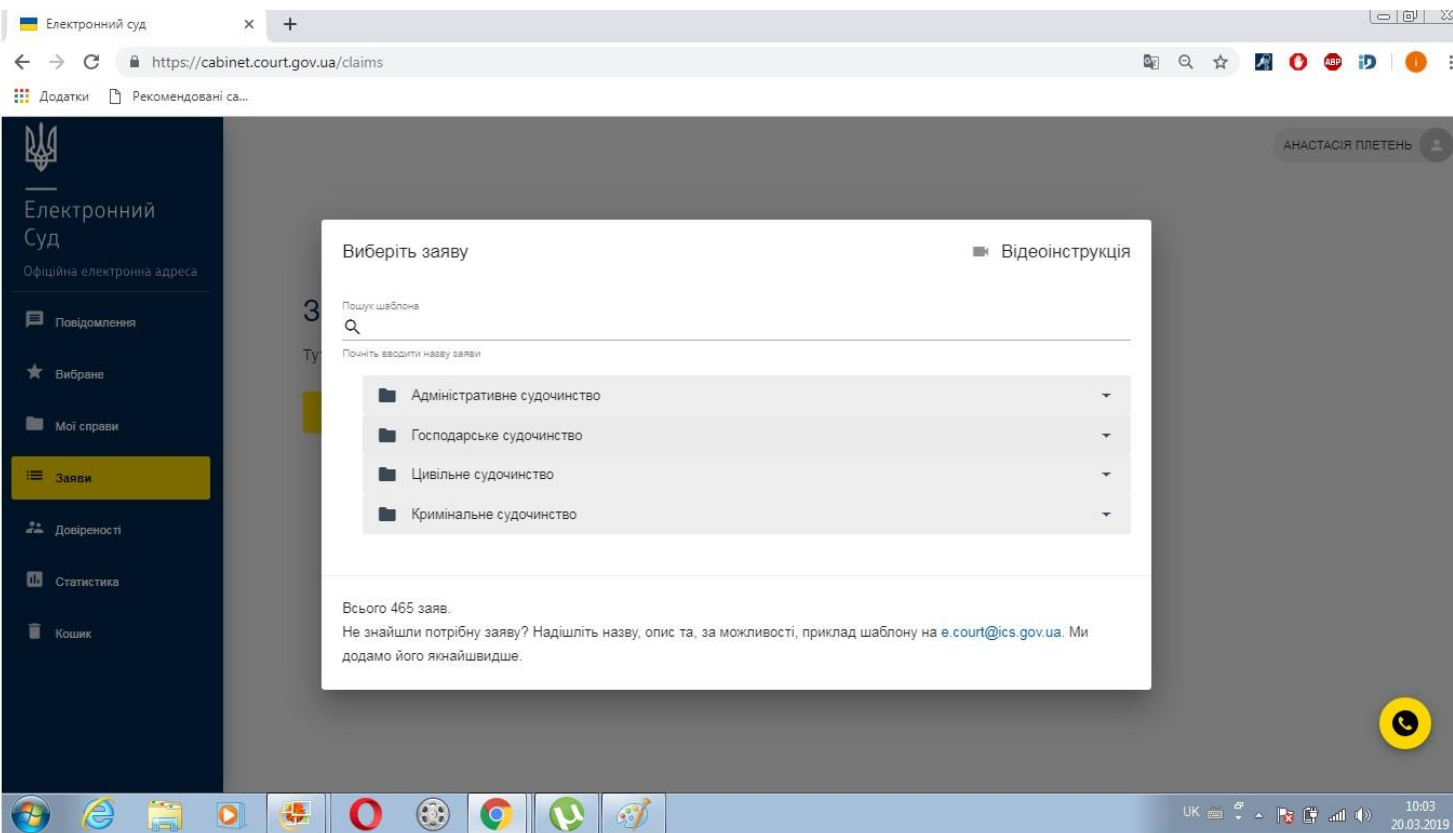 Електронний суд
https://cabinet.court.gov.ua/claims
ABP
iD
І
Додатки
Рекомендовані са...
АНАСТАСІЯ ПЛЕТЕНЬ
Електронний
Суд
Офіційна електронна адреса
Повідомлення
Вибране
Мої справи
Заяви
Довіреності
Статистика
Кошик
З
Ту
Виберіть заяву
Відеоінструкція
Пошук шаблона
Почніть вводити назву заяви
Адміністративне судочинство
Господарське судочинство
Цивільне судочинство
Кримінальне судочинство
Всього 465 заяв.
Не знайшли потрібну заяву? Надішліть назву, опис та, за можливості, приклад шаблону на e.court@ics.gov.ua. Ми
додамо його якнайшвидше.
UK
10:03
20.03.2019